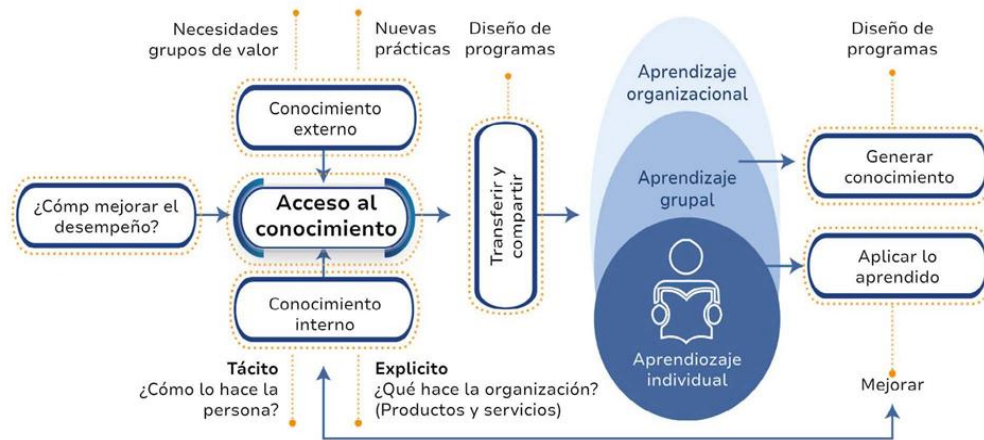 Necesidades
grupos de valor
Nuevas
prácticas
Diseño de
programas
Diseño de
programas
Conocimiento
externo
Aprendizaje
organizacional
¿Cómp mejorar el
desempeño?
Acceso al
conocimiento
Transferir y
compartir
Aprendizaje
grupal
Generar
conocimiento
Aplicar lo
aprendido
Conocimiento
interno
Aprendiozaje
individual
Tácito
¿Cómo lo hace la
persona?
Explicito
¿Qué hace la organización?
(Productos y servicios)
Mejorar